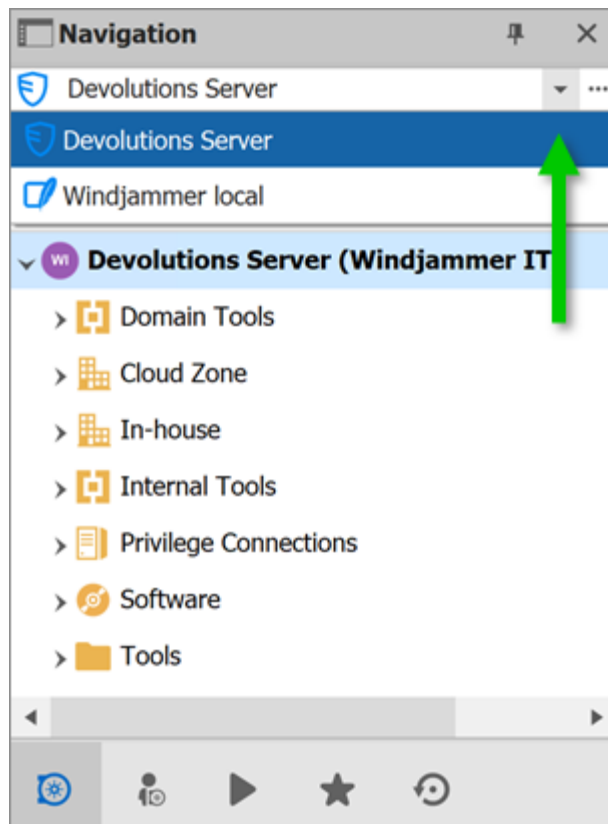 Navigation
Devolutions Server
Devolutions Server
Windjammer local
WI Devolutions Server (Windjammer IT
Domain Tools
Cloud Zone
In-house
Internal Tools
Privilege Connections
Software
Tools